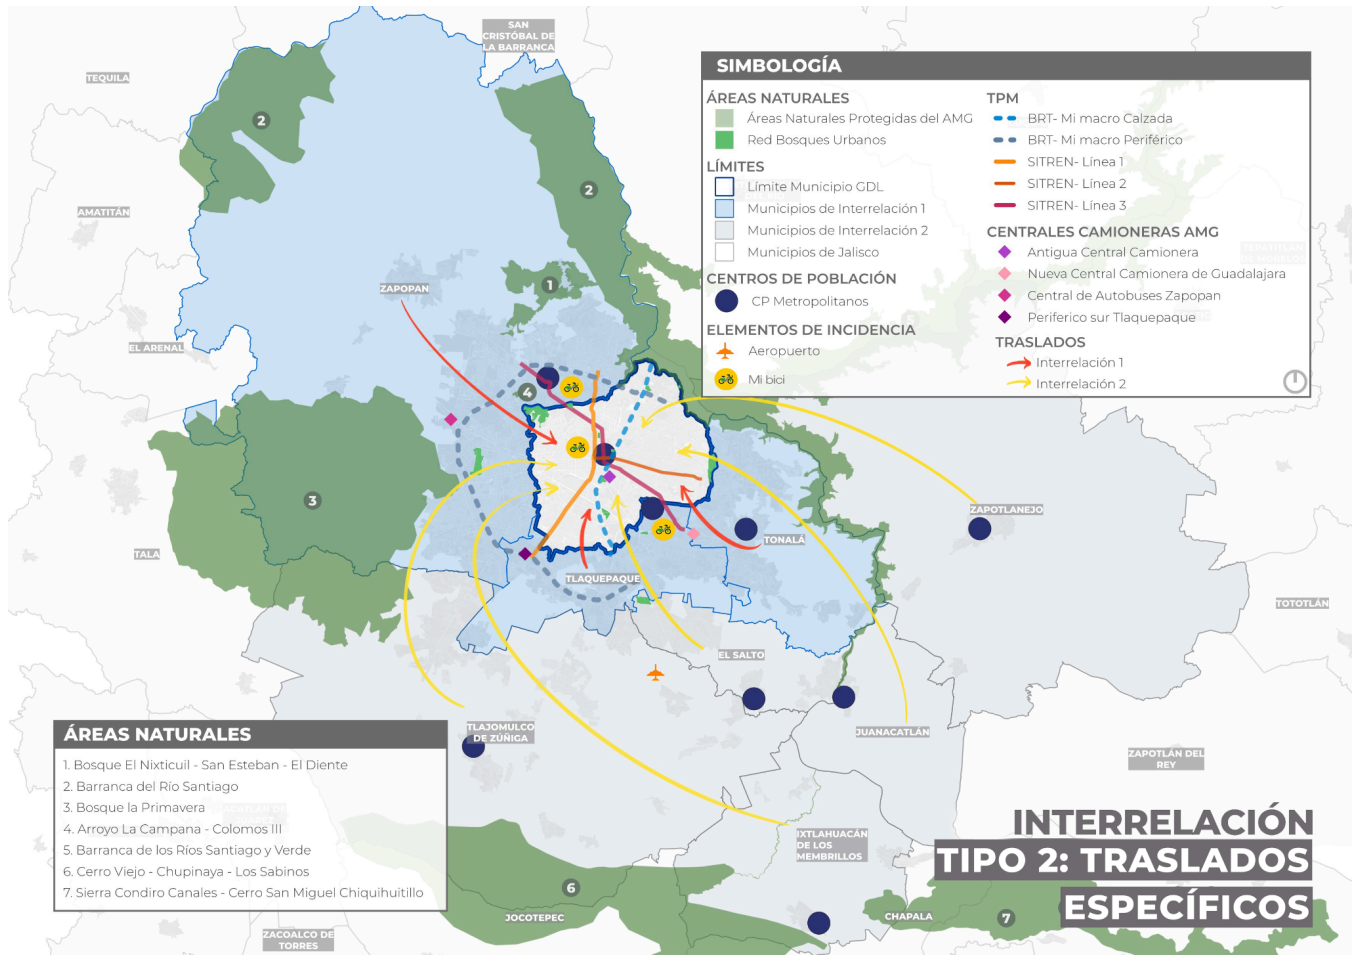 SAN
CRISTÓBAL DE
LA BARRANCA
TEQUILA
2
2
AMATITÁN
ZAPOPAN
1
EL ARENAL
4
3
TALA
TLAQUEPAQUE
TONALÁ
ZAPOTLANEJO
TOTOTLÁN
EL SALTO
TLAJOMULCO
DE ZÚÑIGA
JUANACATLÁN
ZAPOTLÁN DEL
REY
IXTLAHUACÁN
DE LOS
MEMBRILLOS
6
JOCOTEPEC
CHAPALA
7
ZACOALCO DE
TORRES
SIMBOLOGÍA
ÁREAS NATURALES
Áreas Naturales Protegidas del AMG
Red Bosques Urbanos
LÍMITES
Límite Municipio GDL
Municipios de Interrelación 1
Municipios de Interrelación 2
Municipios de Jalisco
CENTROS DE POBLACIÓN
CP Metropolitanos
ELEMENTOS DE INCIDENCIA
Aeropuerto
Mi bici
TPM
BRT- Mi macro Calzada
BRT- Mi macro Periférico
SITREN- Línea 1
SITREN- Línea 2
SITREN- Línea 3
CENTRALES CAMIONERAS AMG
Antigua Central Camionera
Nueva Central Camionera de Guadalajara
Central de Autobuses Zapopan
Periferico sur Tlaquepaque
TRASLADOS
Interrelación 1
Interrelación 2
ÁREAS NATURALES
1. Bosque El Nixticuil - San Esteban - El Diente
2. Barranca del Río Santiago
3. Bosque la Primavera
4. Arroyo La Campana - Colomos III
5. Barranca de los Ríos Santiago y Verde
6. Cerro Viejo - Chupinaya - Los Sabinos
7. Sierra Condiro Canales - Cerro San Miguel Chiquihuitillo
INTERRELACIÓN
TIPO 2: TRASLADOS
ESPECÍFICOS